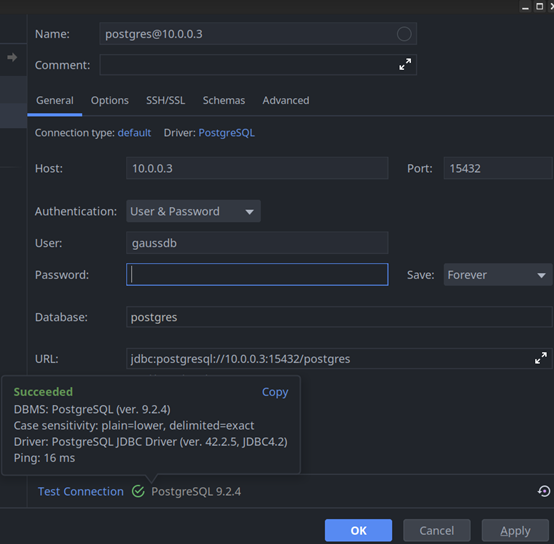 Name: postgres@10.0.0.3
Comment:
General Options SSH/SSL Schemas Advanced
Connection type: default Driver: PostgreSQL
Host: 10.0.0.3 Port: 15432
Authentication: User & Password
User: gaussdb
Password: Save: Forever
Database: postgres
URL: jdbc:postgresql://10.0.0.3:15432/postgres
Succeeded Copy
DBMS: PostgreSQL (ver. 9.2.4)
Case sensitivity: plain=lower, delimited=exact
Driver: PostgreSQL JDBC Driver (ver. 42.2.5, JDBC4.2)
Ping: 16 ms
Test Connection PostgreSQL 9.2.4
OK Cancel Apply